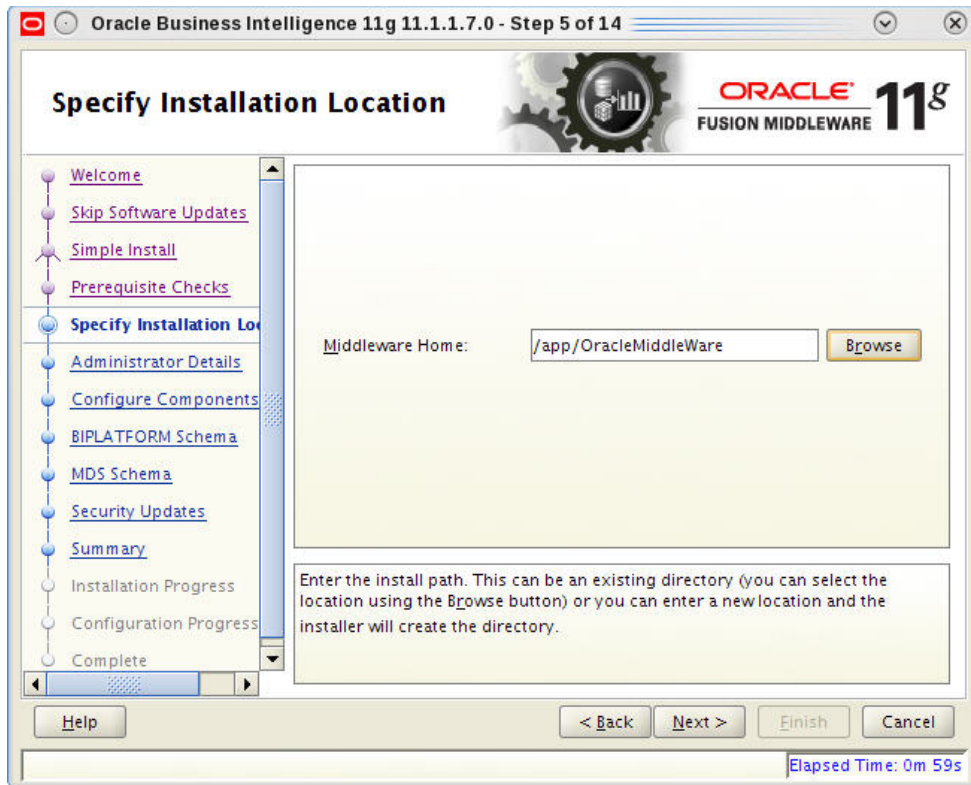 Oracle Business Intelligence 11g 11.1.1.7.0 - Step 5 of 14
Specify Installation Location
ORACLE®
FUSION MIDDLEWARE
11g
Welcome
Skip Software Updates
Simple Install
Prerequisite Checks
Specify Installation Loc
Administrator Details
Configure Components
BIPLATFORM Schema
MDS Schema
Security Updates
Summary
Installation Progress
Configuration Progress
Complete
Middleware Home: /app/OracleMiddleWare Browse
Enter the install path. This can be an existing directory (you can select the
location using the Browse button) or you can enter a new location and the
installer will create the directory.
Help < Back Next > Finish Cancel
Elapsed Time: 0m 59s